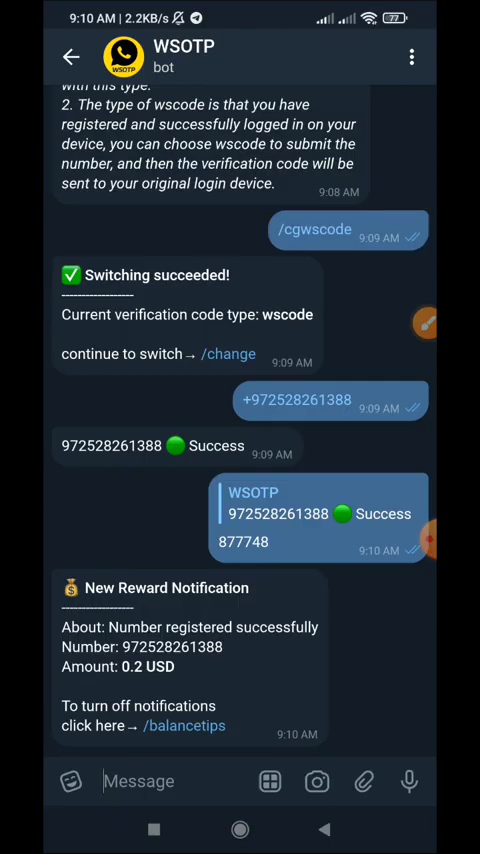 9:10 AM | 2.2KB/s
77
WSOTP
bot
WSOTP
with this type.
2. The type of wscode is that you have
registered and successfully logged in on your
device, you can choose wscode to submit the
number, and then the verification code will be
sent to your original login device.
9:08 AM
/cgwscode
9:09 AM
✅ Switching succeeded!
------------------
Current verification code type: wscode
continue to switch→ /change
9:09 AM
+972528261388
9:09 AM
972528261388 🟢 Success
9:09 AM
WSOTP
972528261388 🟢 Success
877748
9:10 AM
💰 New Reward Notification
------------------
About: Number registered successfully
Number: 972528261388
Amount: 0.2 USD
To turn off notifications
click here→ /balancetips
9:10 AM
Message